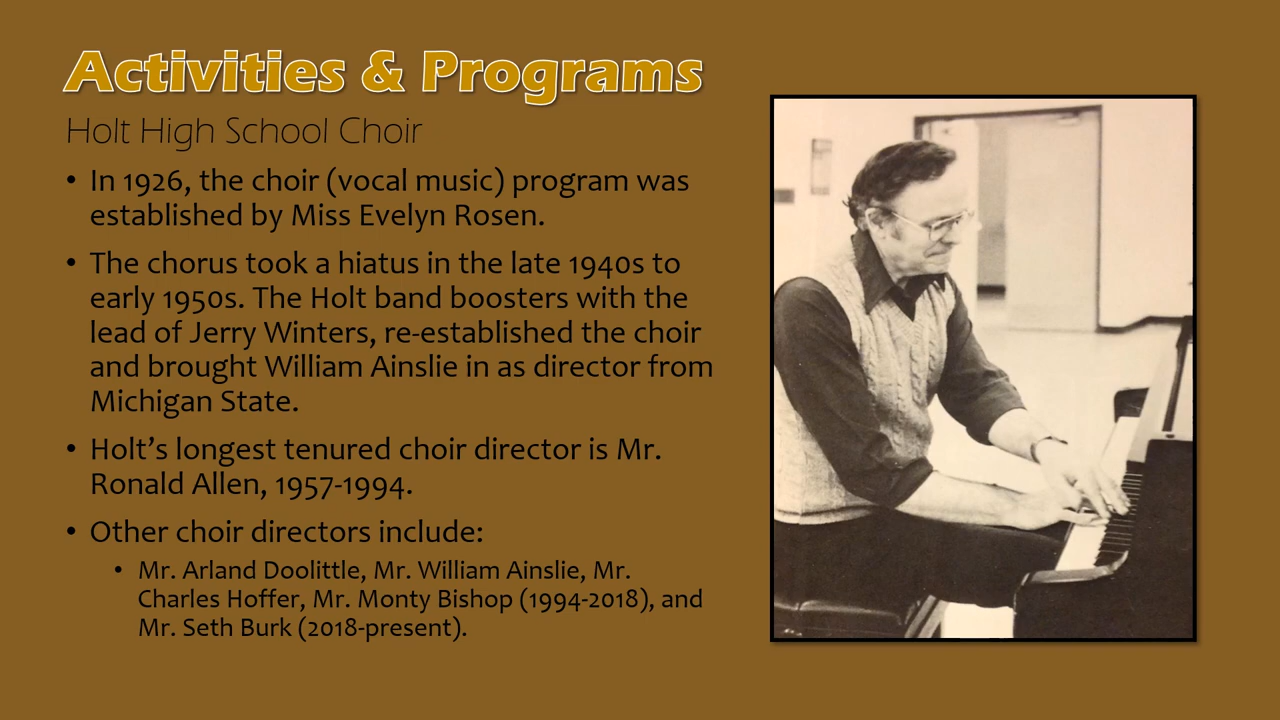 Activities & Programs
Holt High School Choir
• In 1926, the choir (vocal music) program was
established by Miss Evelyn Rosen.
• The chorus took a hiatus in the late 1940s to
early 1950s. The Holt band boosters with the
lead of Jerry Winters, re-established the choir
and brought William Ainslie in as director from
Michigan State.
• Holt’s longest tenured choir director is Mr.
Ronald Allen, 1957-1994.
• Other choir directors include:
• Mr. Arland Doolittle, Mr. William Ainslie, Mr.
Charles Hoffer, Mr. Monty Bishop (1994-2018), and
Mr. Seth Burk (2018-present).